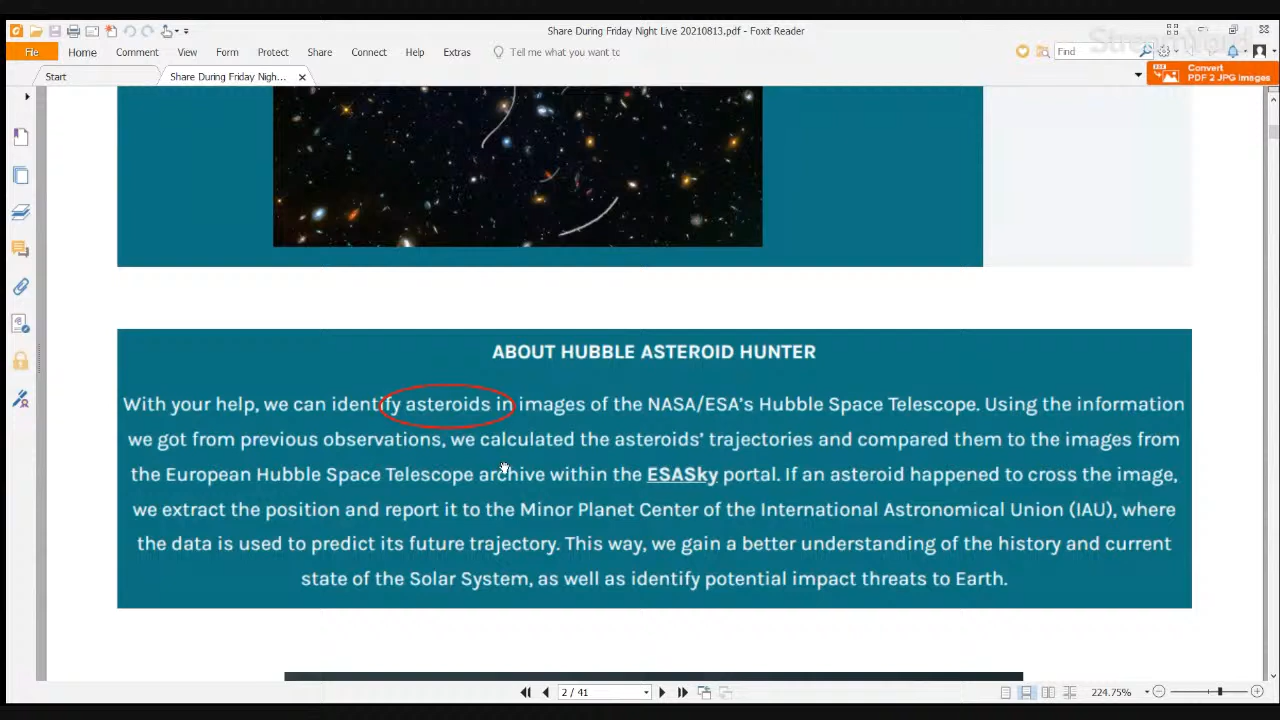 Share During Friday Night Live 20210813.pdf - Foxit Reader
File Home Comment View Form Protect Share Connect Help Extras Tell me what you want to Find
Start Share During Friday Nigh... Convert
PDF 2 JPG Images
ABOUT HUBBLE ASTEROID HUNTER
With your help, we can identify asteroids in images of the NASA/ESA's Hubble Space Telescope. Using the information
we got from previous observations, we calculated the asteroids' trajectories and compared them to the images from
the European Hubble Space Telescope archive within the ESASky portal. If an asteroid happened to cross the image,
we extract the position and report it to the Minor Planet Center of the International Astronomical Union (IAU), where
the data is used to predict its future trajectory. This way, we gain a better understanding of the history and current
state of the Solar System, as well as identify potential impact threats to Earth.
2 / 41 224.75%